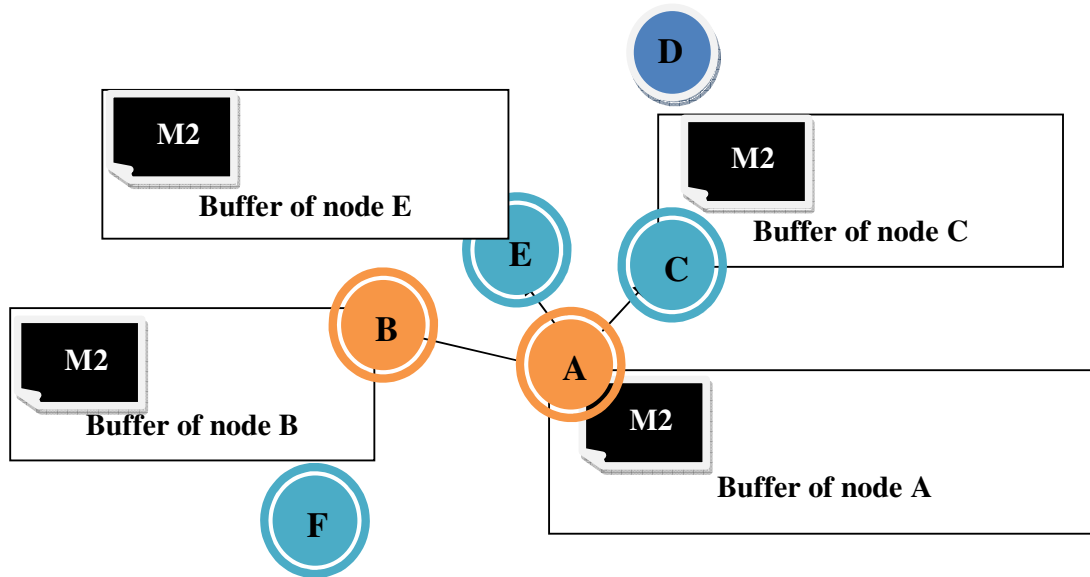 D
M2
Buffer of node E
M2
Buffer of node C
E
C
B
A
M2
Buffer of node B
M2
Buffer of node A
F